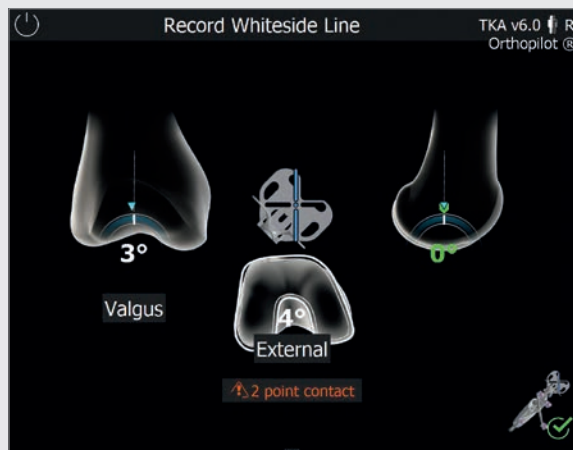 Record Whiteside Line
TKA v6.0 R
Orthopilot ®
3°
0°
Valgus
4°
External
2 point contact